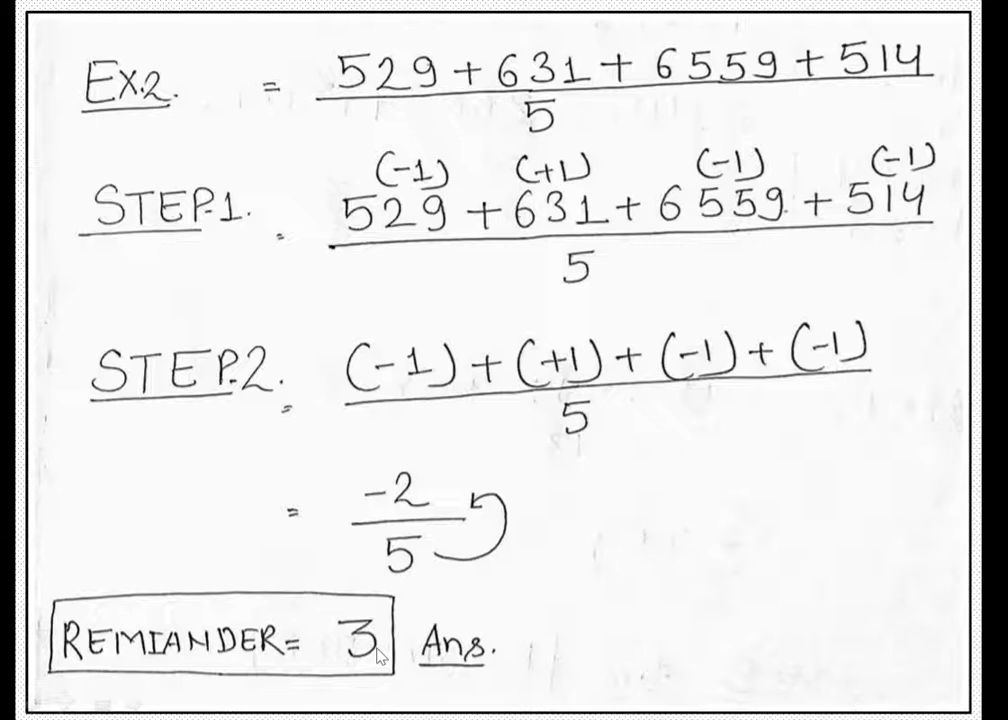 EX.2. = 529 + 631 + 6559 + 514
5
(-1) (+1) (-1) (-1)
STEP.1. = 529 + 631 + 6559 + 514
5
STEP.2. = (-1) + (+1) + (-1) + (-1)
5
= -2
5
REMIANDER= 3 Ans.